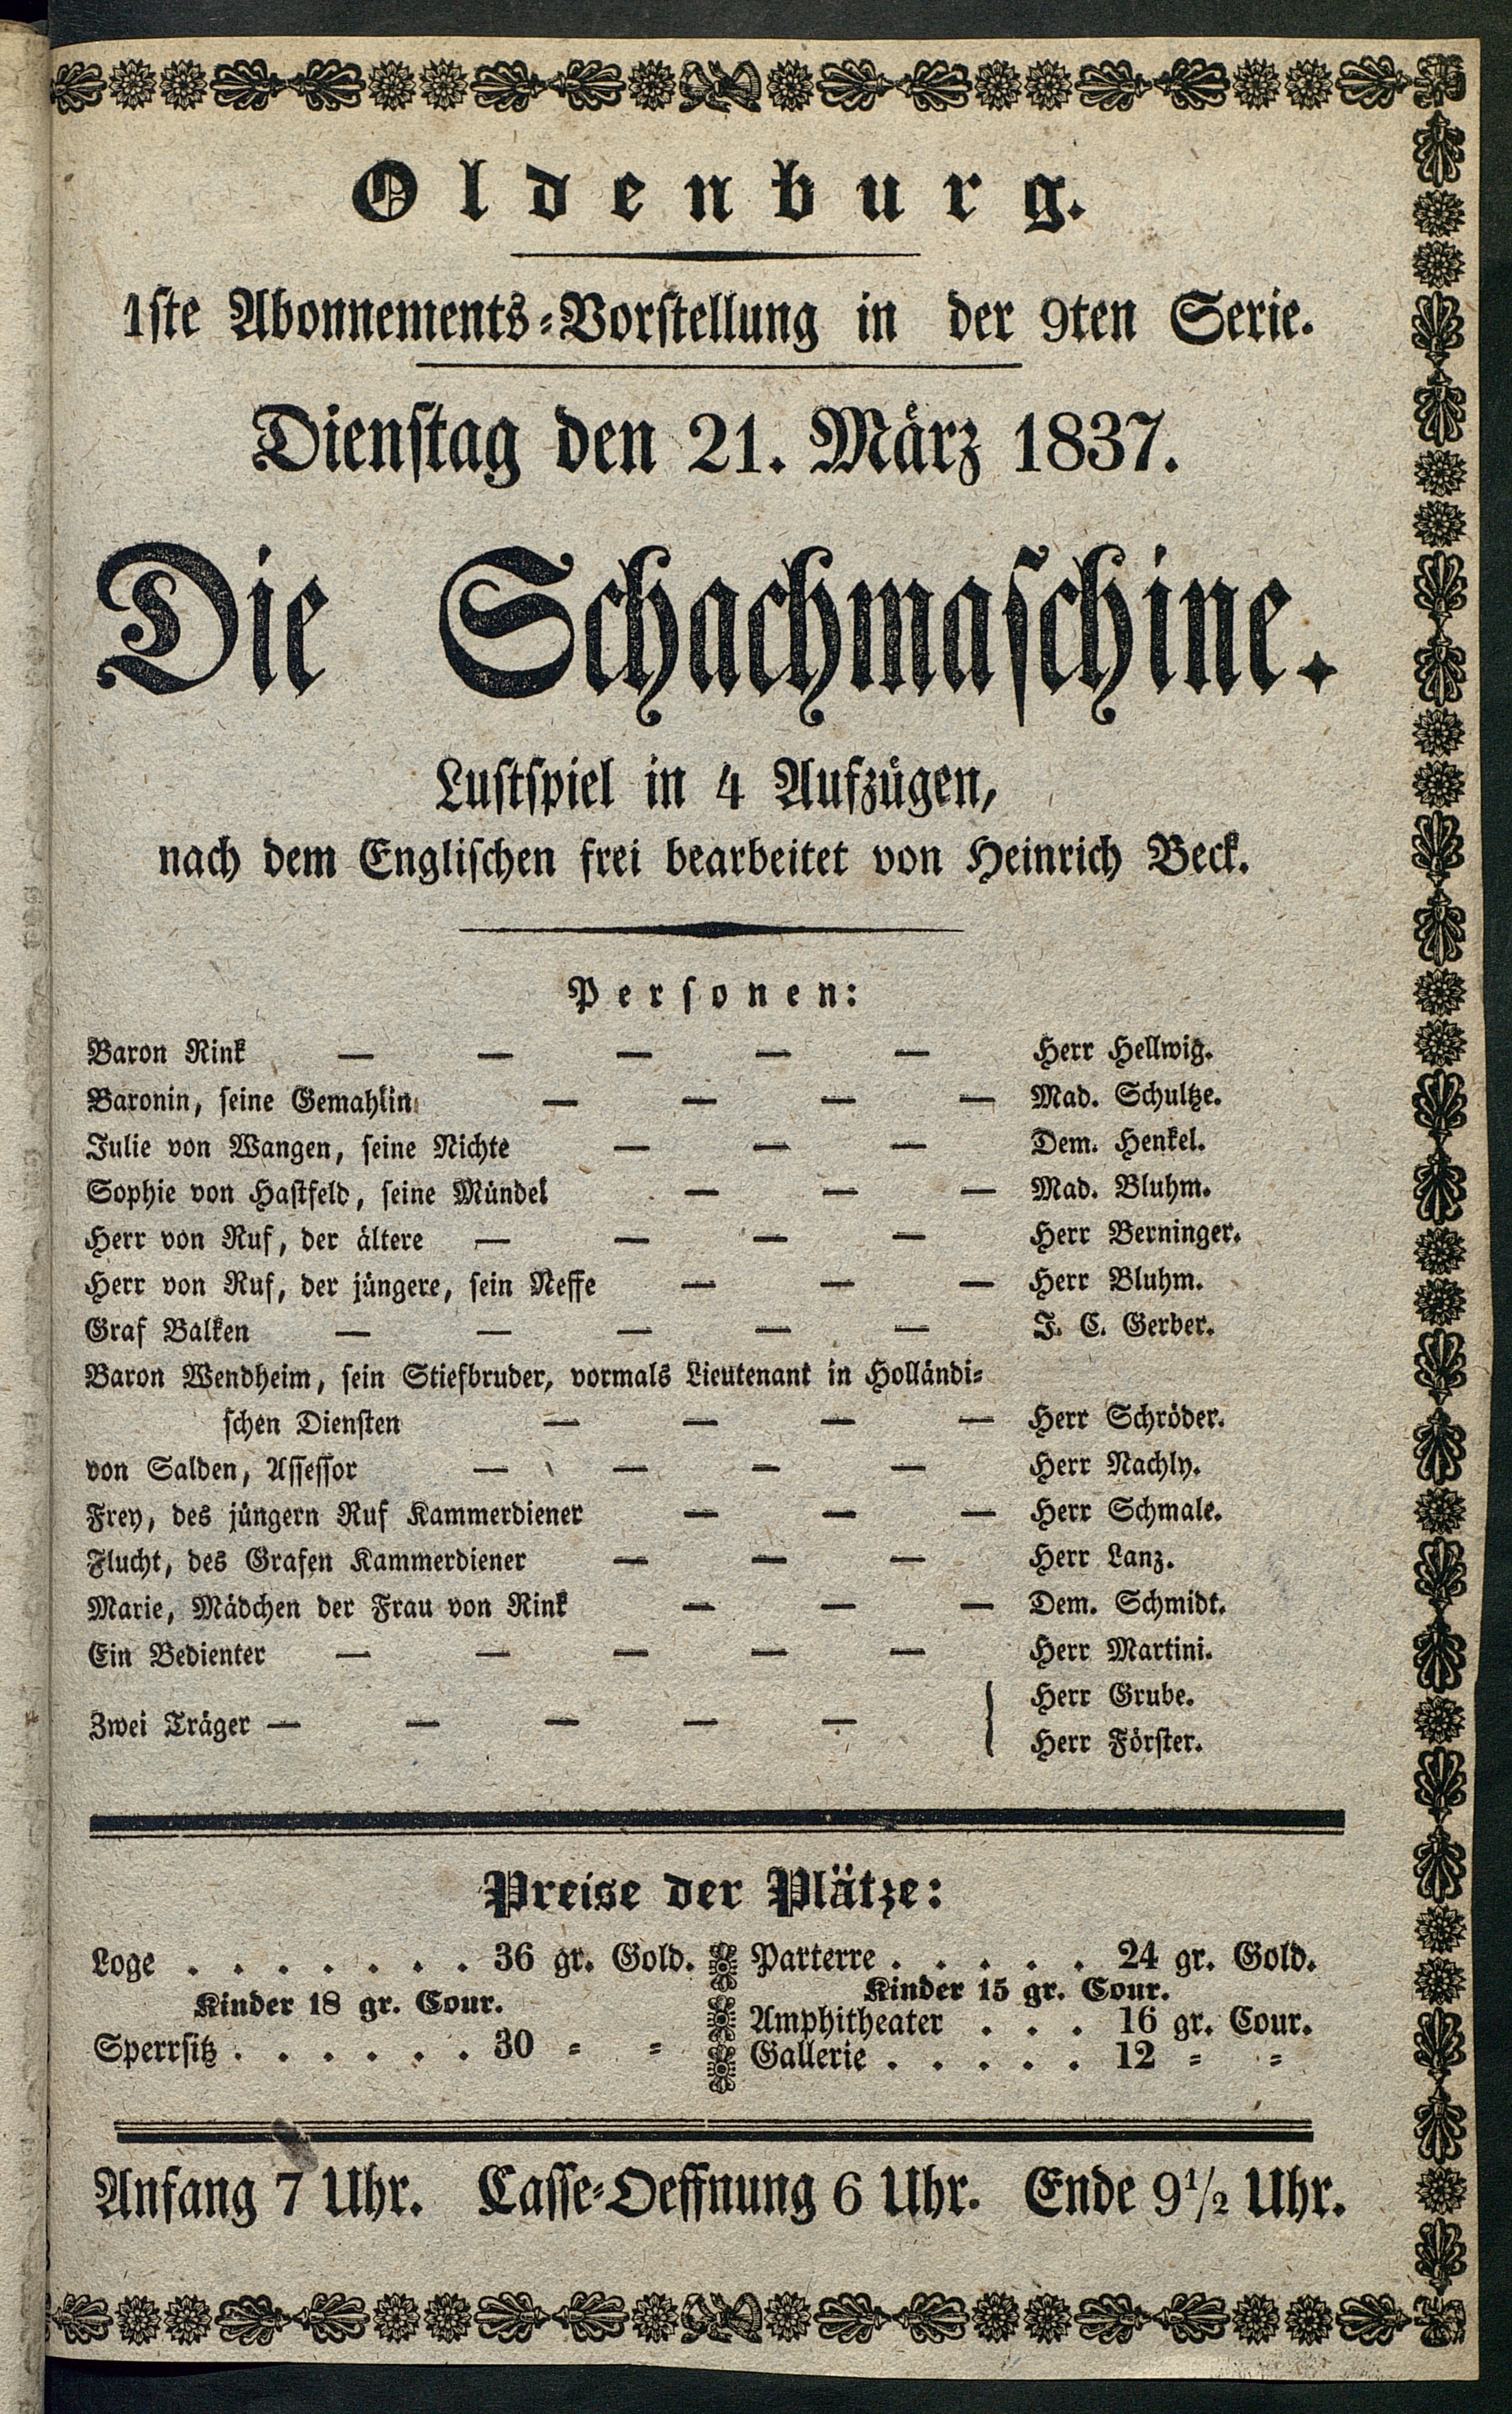 Oldenburg.
1ste Abonnements-Vorstellung in der 9ten Serie.
Dienstag den 21. März 1837.
Die Schachmaschine.
Lustspiel in 4 Aufzügen,
nach dem Englischen frei bearbeitet von Heinrich Beck.
Personen:
Baron Rink — — — — — Herr Hellwig.
Baronin, seine Gemahlin — — — — Mad. Schultze.
Julie von Wangen, seine Nichte — — — Dem. Henkel.
Sophie von Hastfeld, seine Mündel — — — Mad. Bluhm.
Herr von Ruf, der ältere — — — — Herr Berninger.
Herr von Ruf, der jüngere, sein Neffe — — — Herr Bluhm.
Graf Balken — — — — — J. C. Gerber.
Baron Wendheim, sein Stiefbruder, vormals Lieutenant in Holländi-
schen Diensten — — — — Herr Schröder.
von Salden, Assessor — — — — Herr Nachly.
Frey, des jüngern Ruf Kammerdiener — — — Herr Schmale.
Flucht, des Grafen Kammerdiener — — — Herr Lanz.
Marie, Mädchen der Frau von Rink — — — Dem. Schmidt.
Ein Bedienter — — — — — Herr Martini.
Zwei Träger — — — — — { Herr Grube.
Herr Förster.
Preise der Plätze:
Loge . . . . . . . 36 gr. Gold.
Kinder 18 gr. Cour.
Sperrsitz . . . . . . 30 = =
Parterre . . . . . 24 gr. Gold.
Kinder 15 gr. Cour.
Amphitheater . . . 16 gr. Cour.
Gallerie . . . . . 12 = =
Anfang 7 Uhr. Casse-Oeffnung 6 Uhr. Ende 9½ Uhr.